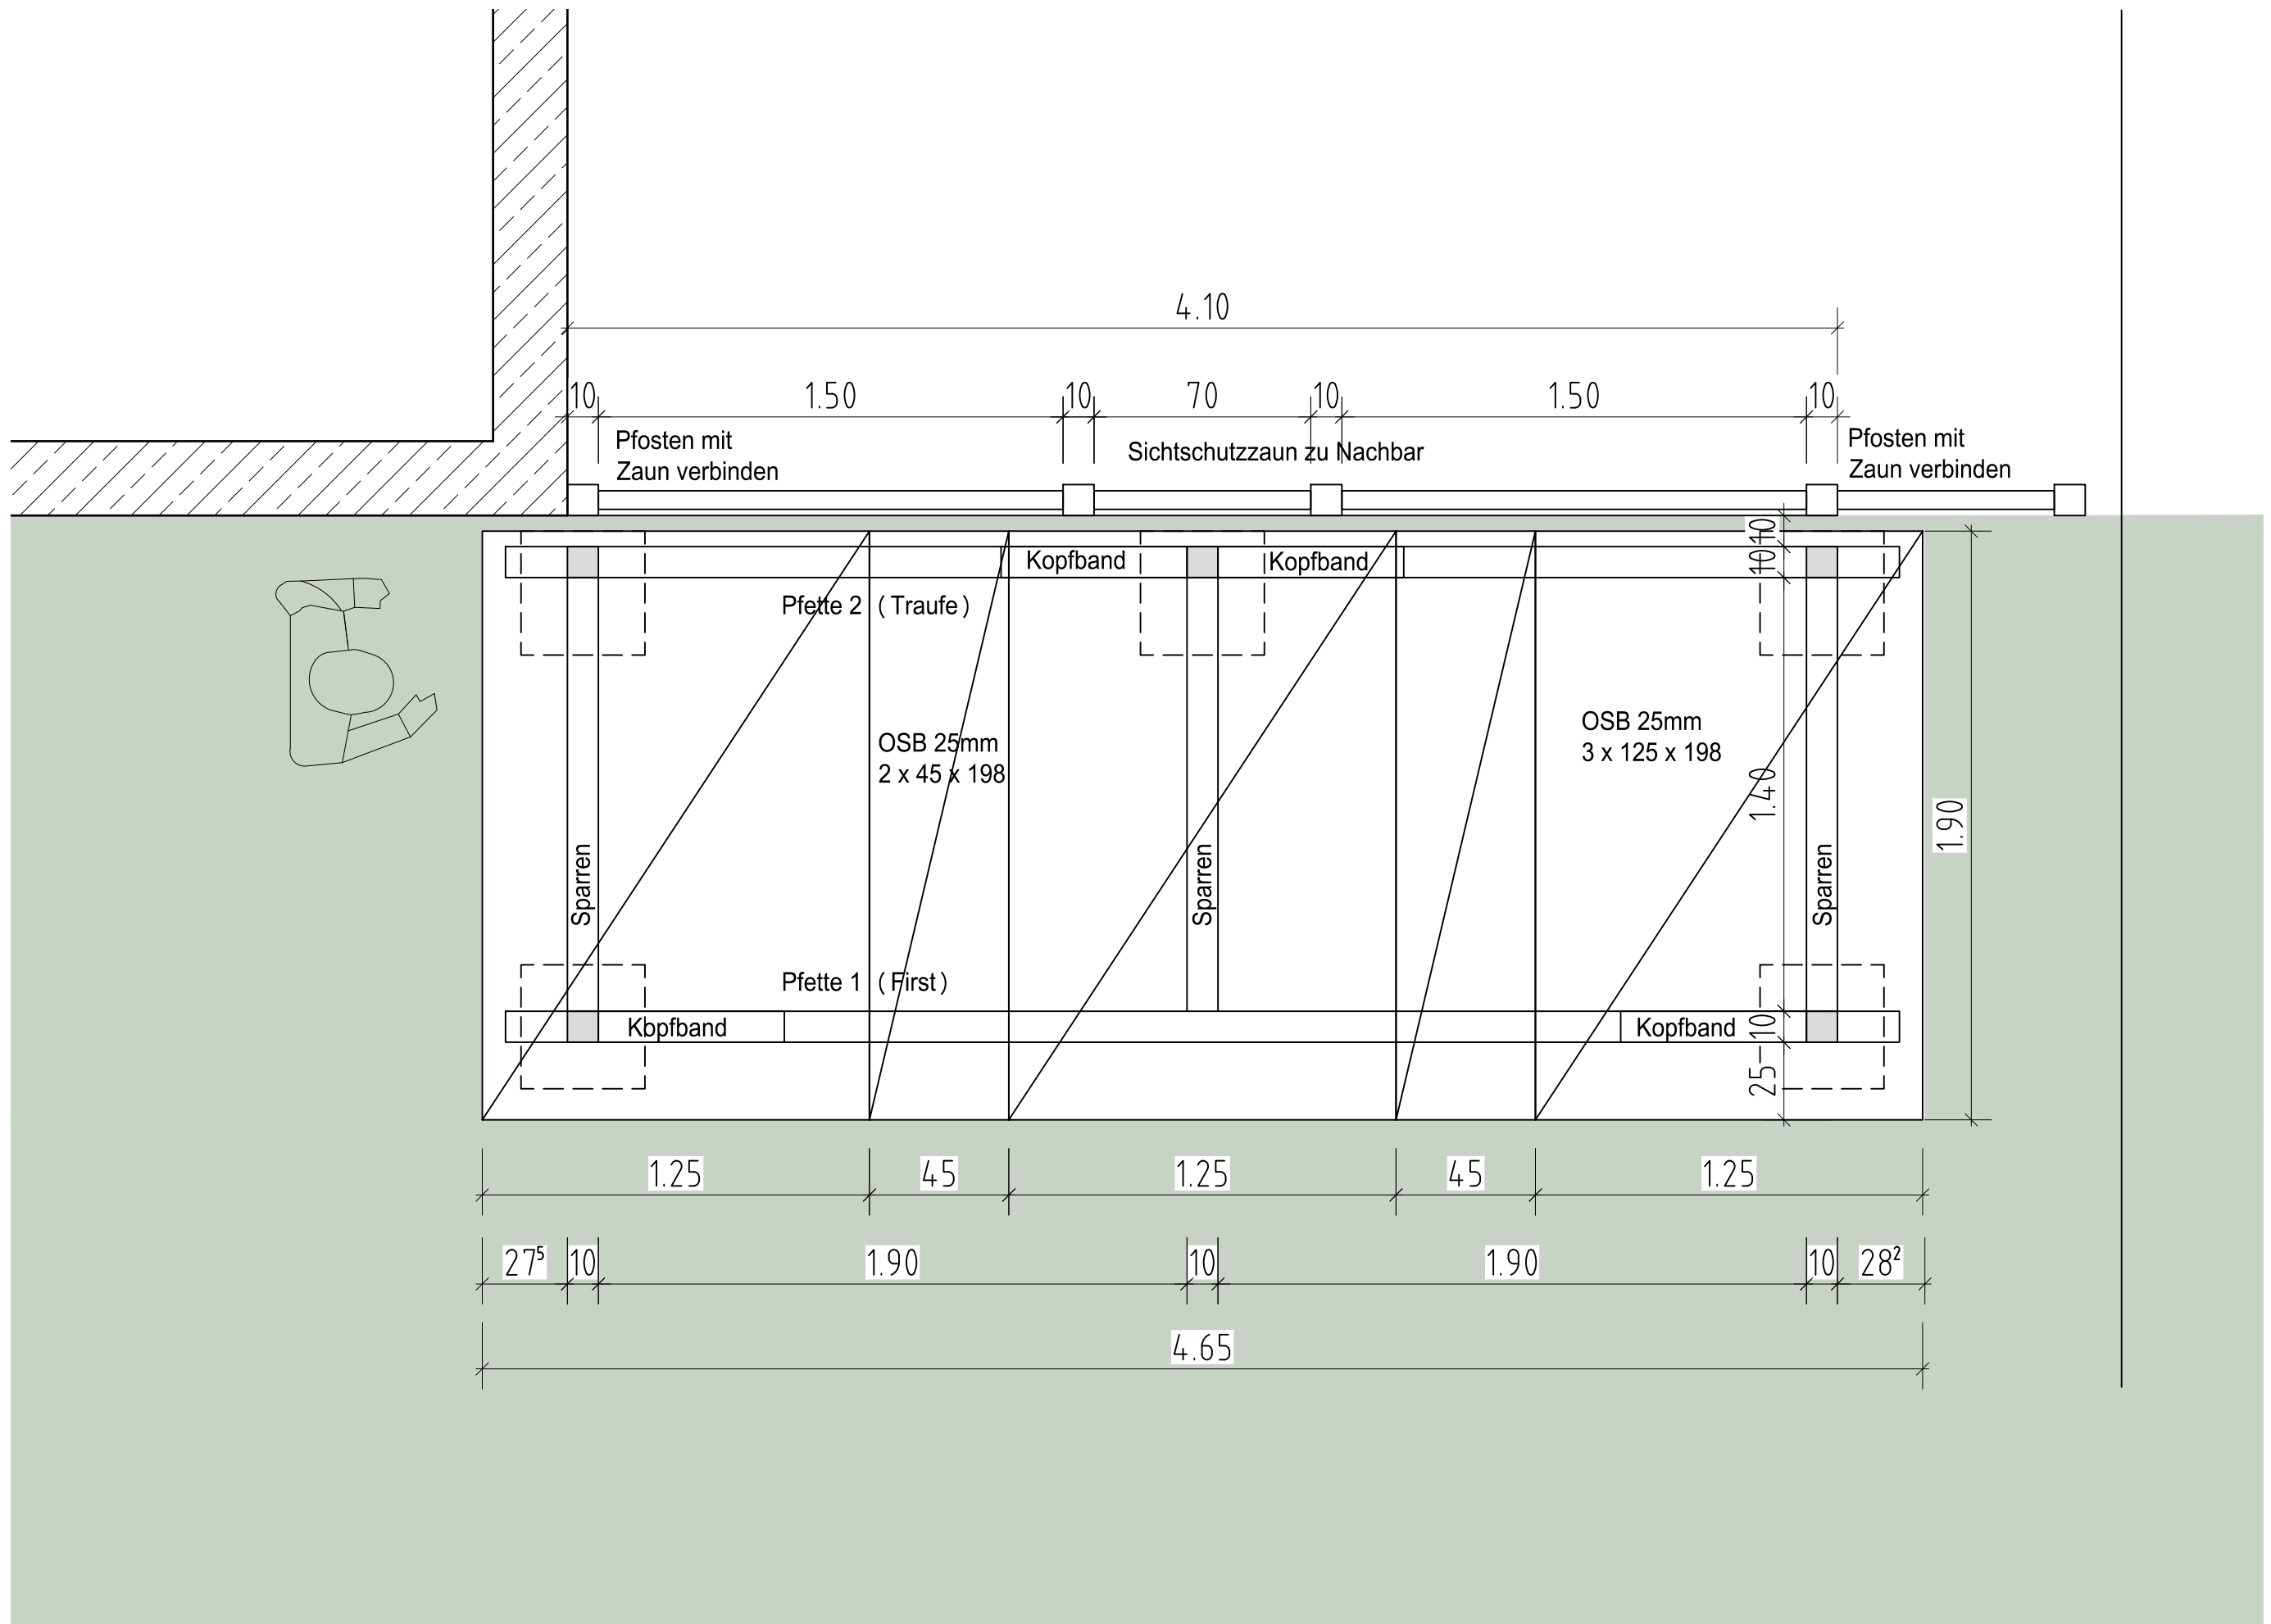 4.10
10 1.50 10 70 10 1.50 10
Pfosten mit
Zaun verbinden
Sichtschutzzaun zu Nachbar
Pfosten mit
Zaun verbinden
10
Kopfband Kopfband 10
Pfette 2 (Traufe)
OSB 25mm
2 x 45 x 198
OSB 25mm
3 x 125 x 198
1.40
1.90
Sparren Sparren Sparren
Pfette 1 (First)
Kopfband Kopfband 10
25
1.25 45 1.25 45 1.25
27⁵ 10 1.90 10 1.90 10 28²
4.65